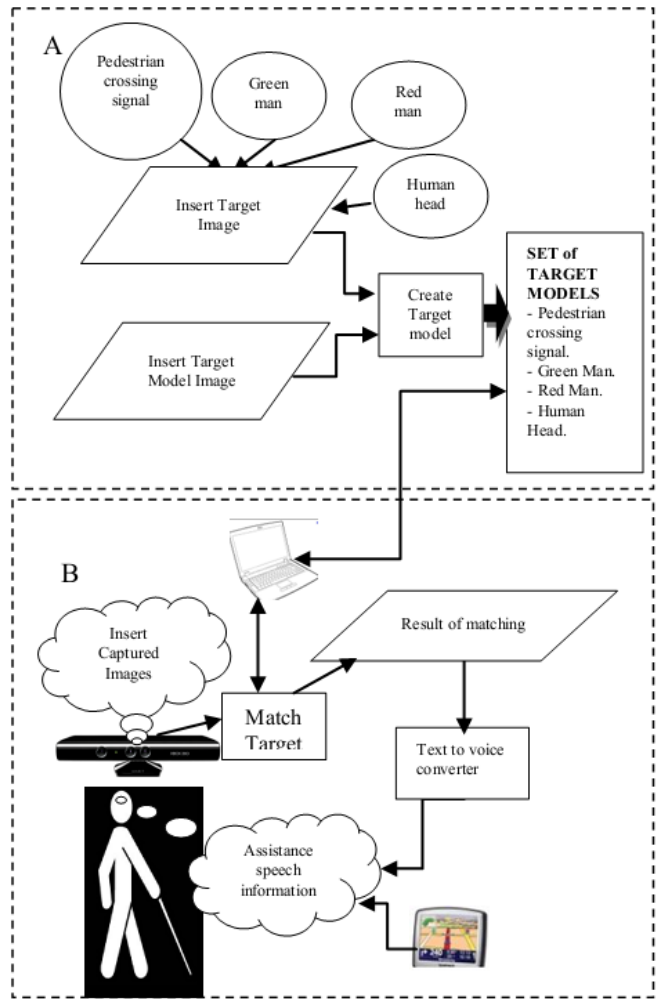 A
Pedestrian
crossing
signal
Green
man
Red
man
Human
head
Insert Target
Image
Insert Target
Model Image
Create
Target
model
SET of
TARGET
MODELS
- Pedestrian
crossing
signal.
- Green Man.
- Red Man.
- Human
Head.
B
Insert
Captured
Images
Match
Target
Result of matching
Text to voice
converter
Assistance
speech
information